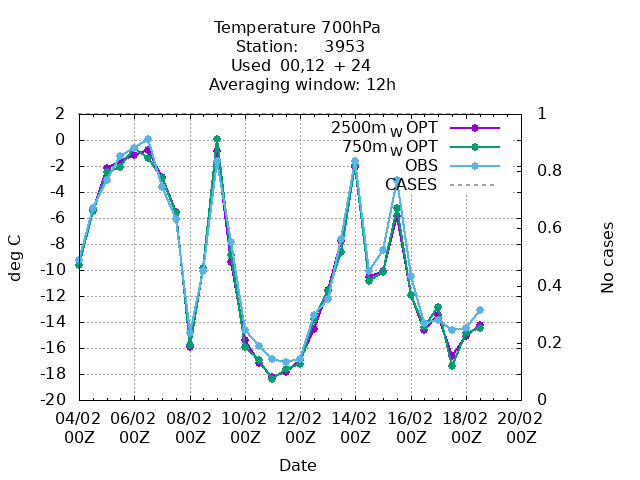 Temperature 700hPa
Station: 3953
Used 00,12 + 24
Averaging window: 12h
2500m W OPT
750m W OPT
OBS
CASES
2
0
-2
-4
-6
-8
-10
-12
-14
-16
-18
-20
1
0.8
0.6
0.4
0.2
0
deg C
No cases
04/02 06/02 08/02 10/02 12/02 14/02 16/02 18/02 20/02
00Z 00Z 00Z 00Z 00Z 00Z 00Z 00Z 00Z
Date